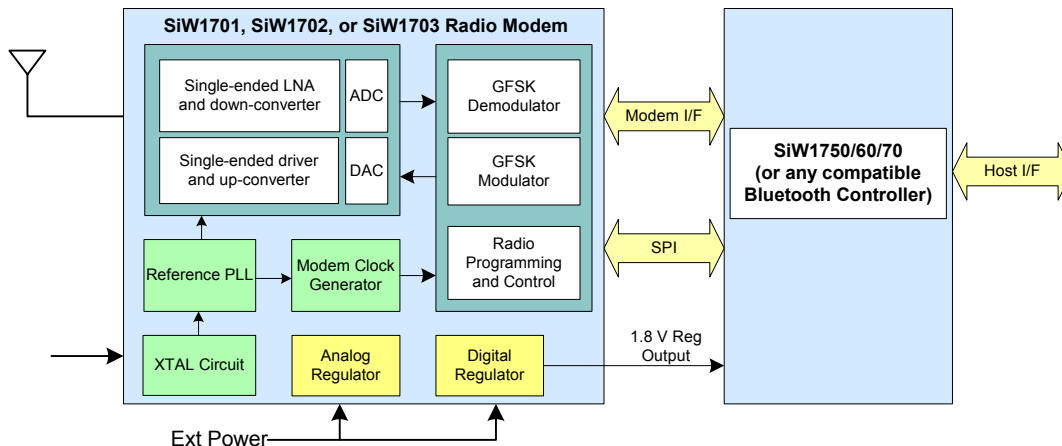 SiW1701, SiW1702, or SiW1703 Radio Modem
Single-ended LNA
and down-converter
ADC
GFSK
Demodulator
Single-ended driver
and up-converter
DAC
GFSK
Modulator
Reference PLL
Modem Clock
Generator
Radio
Programming
and Control
XTAL Circuit
Analog
Regulator
Digital
Regulator
Ext Power
Modem I/F
SPI
1.8 V Reg
Output
SiW1750/60/70
(or any compatible
Bluetooth Controller)
Host I/F